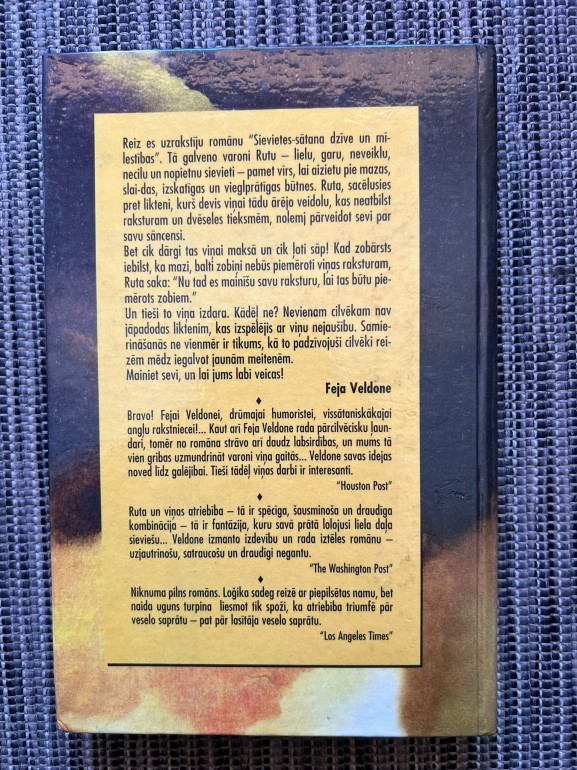 Reiz es uzrakstīju romānu "Sievietes-sātana dzīve un mī-
lestības". Tā galveno varoni Rutu – lielu, garu, neveiklu,
necilu un nopietnu sievieti – pamet vīrs, lai aizietu pie mazas,
slai-das, izskatīgas un vieglprātīgas būtnes. Ruta, sacēlusies
pret likteni, kurš devis viņai tādu ārējo veidolu, kas neatbilst
raksturam un dvēseles tieksmēm, nolemj pārveidot sevi par
savu sāncensi.
Bet cik dārgi tas viņai maksā un cik ļoti sāp! Kad zobārsts
iebilst, ka mazi, balti zobiņi nebūs piemēroti viņas raksturam,
Ruta saka: "Nu tad es mainīšu savu raksturu, lai tas būtu pie-
mērots zobiem."
Un tieši to viņa izdara. Kādēļ ne? Nevienam cilvēkam nav
jāpadodas liktenim, kas izspēlējis ar viņu nejaušību. Samie-
rināšanās ne vienmēr ir tikums, kā to padzīvojuši cilvēki rei-
zēm mēdz iegalvot jaunām meitenēm.
Mainiet sevi, un lai jums labi veicas!
Feja Veldone
♦
Bravo! Fejai Veldonei, drūmajai humoristei, vissātaniskākajai
angļu rakstniecei!... Kaut arī Feja Veldone rada pārcilvēcisku ļaun-
dari, tomēr no romāna strāvo arī daudz labsirdības, un mums tā
vien gribas uzmundrināt varoni viņa gaitās... Veldone savas idejas
noved līdz galējībai. Tieši tādēļ viņas darbi ir interesanti.
"Houston Post"
♦
Ruta un viņas atriebība – tā ir spēcīga, šausminoša un draudīga
kombinācija – tā ir fantāzija, kuru savā prātā lolojusi liela daļa
sieviešu... Veldone izmanto izdevību un rada iztēles romānu –
uzjautrinošu, satraucošu un draudīgi negantu.
"The Washington Post"
♦
Niknuma pilns romāns. Loģika sadeg reizē ar piepilsētas namu, bet
naida uguns turpina liesmot tik spoži, ka atriebība triumfē pār
veselo saprātu – pat pār lasītāja veselo saprātu.
"Los Angeles Times"